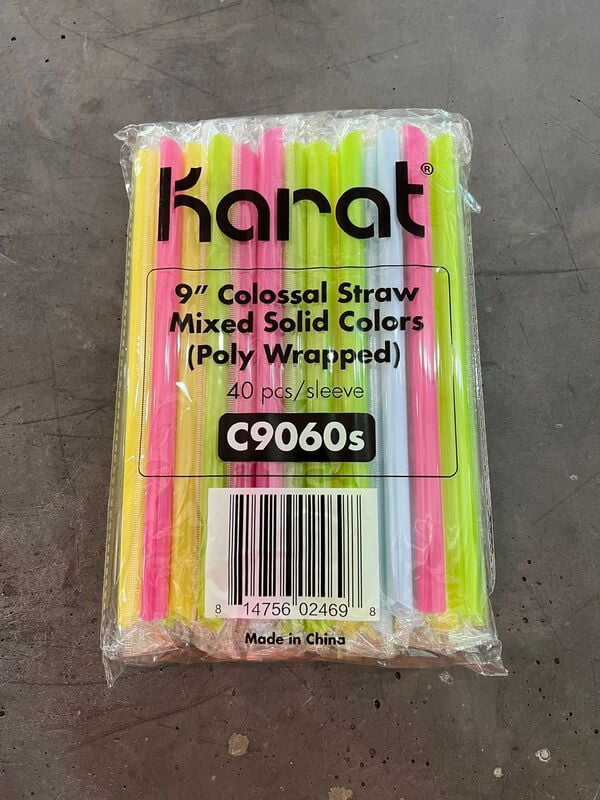 karat®
9" Colossal Straw
Mixed Solid Colors
(Poly Wrapped)
40 pcs/sleeve
C9060s
8 14756 02469 8
Made in China